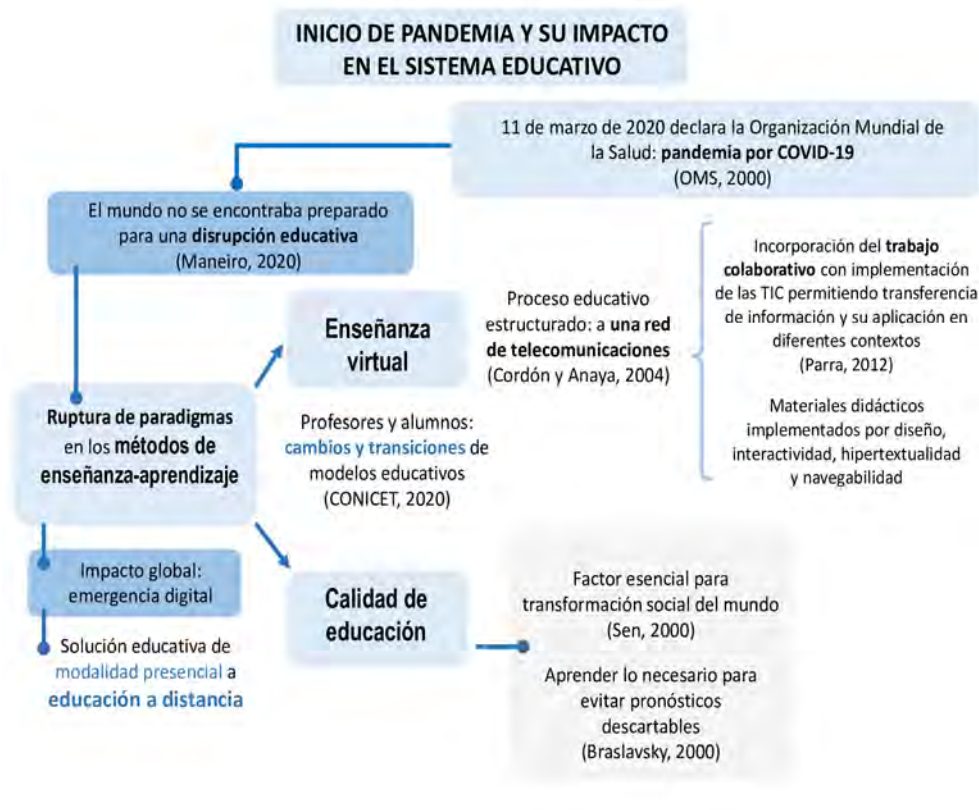 INICIO DE PANDEMIA Y SU IMPACTO
EN EL SISTEMA EDUCATIVO
11 de marzo de 2020 declara la Organización Mundial de
la Salud: pandemia por COVID-19
(OMS, 2000)
El mundo no se encontraba preparado
para una disrupción educativa
(Maneiro, 2020)
Ruptura de paradigmas
en los métodos de
enseñanza-aprendizaje
Enseñanza
virtual
Profesores y alumnos:
cambios y transiciones de
modelos educativos
(CONICET, 2020)
Proceso educativo
estructurado: a una red
de telecomunicaciones
(Cordón y Anaya, 2004)
Incorporación del trabajo
colaborativo con implementación
de las TIC permitiendo transferencia
de información y su aplicación en
diferentes contextos
(Parra, 2012)
Materiales didácticos
implementados por diseño,
interactividad, hipertextualidad
y navegabilidad
Impacto global:
emergencia digital
Solución educativa de
modalidad presencial a
educación a distancia
Calidad de
educación
Factor esencial para
transformación social del mundo
(Sen, 2000)
Aprender lo necesario para
evitar pronósticos
descartables
(Braslavsky, 2000)